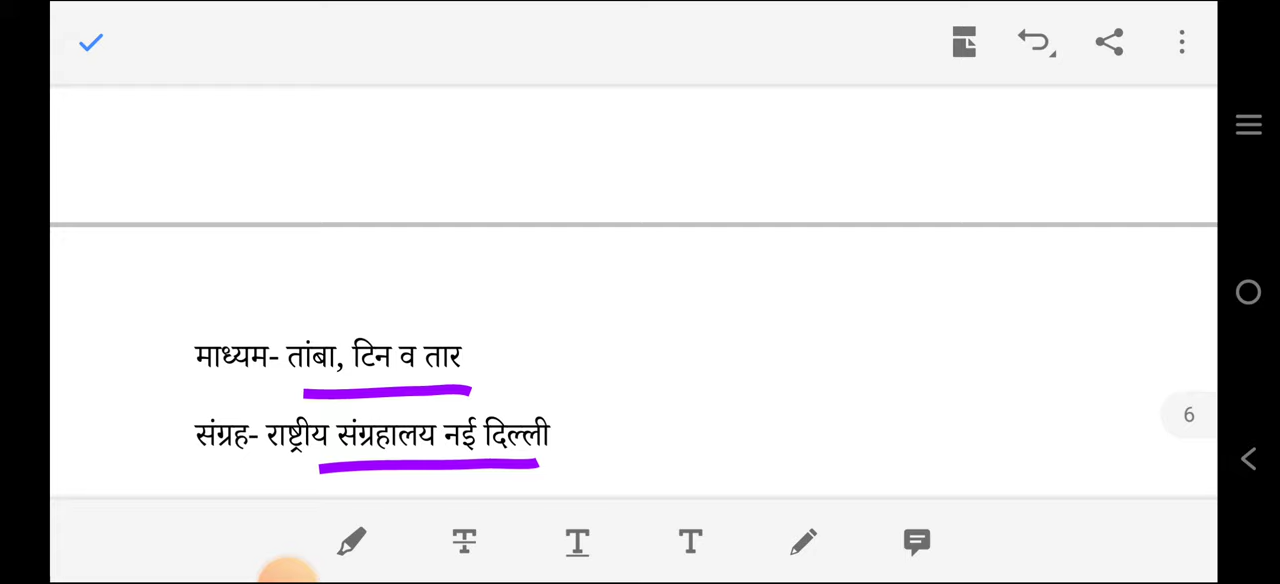 माध्यम- तांबा, टिन व तार
6
संग्रह- राष्ट्रीय संग्रहालय नई दिल्ली
T
T
T